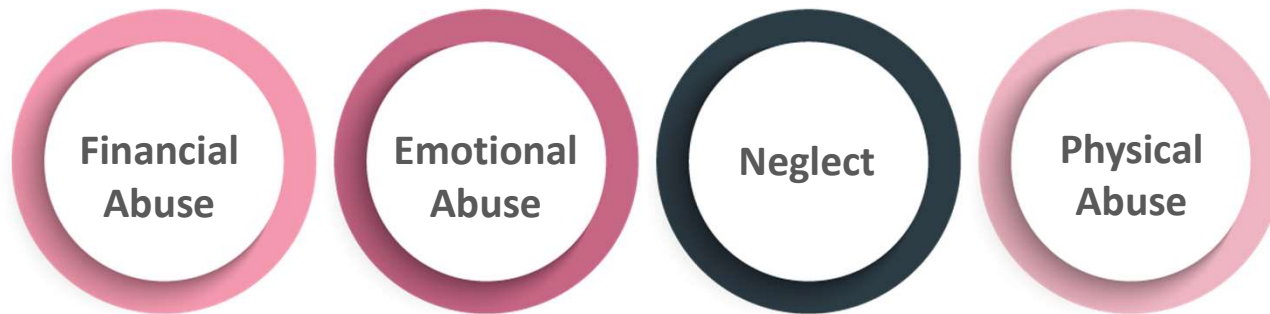 Financial
Abuse
Emotional
Abuse
Neglect
Physical
Abuse